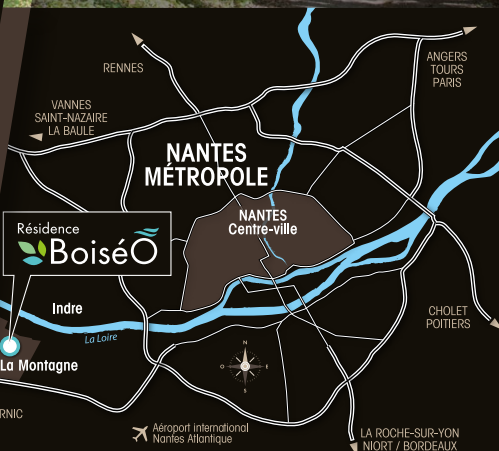 RENNES
ANGERS
TOURS
PARIS
VANNES
SAINT-NAZAIRE
LA BAULE
NANTES
MÉTROPOLE
NANTES
Centre-ville
Résidence
BoiséO
Indre
La Loire
La Montagne
CHOLET
POITIERS
N
O
E
S
RNIC
Aéroport international
Nantes Atlantique
LA ROCHE-SUR-YON
NIORT / BORDEAUX